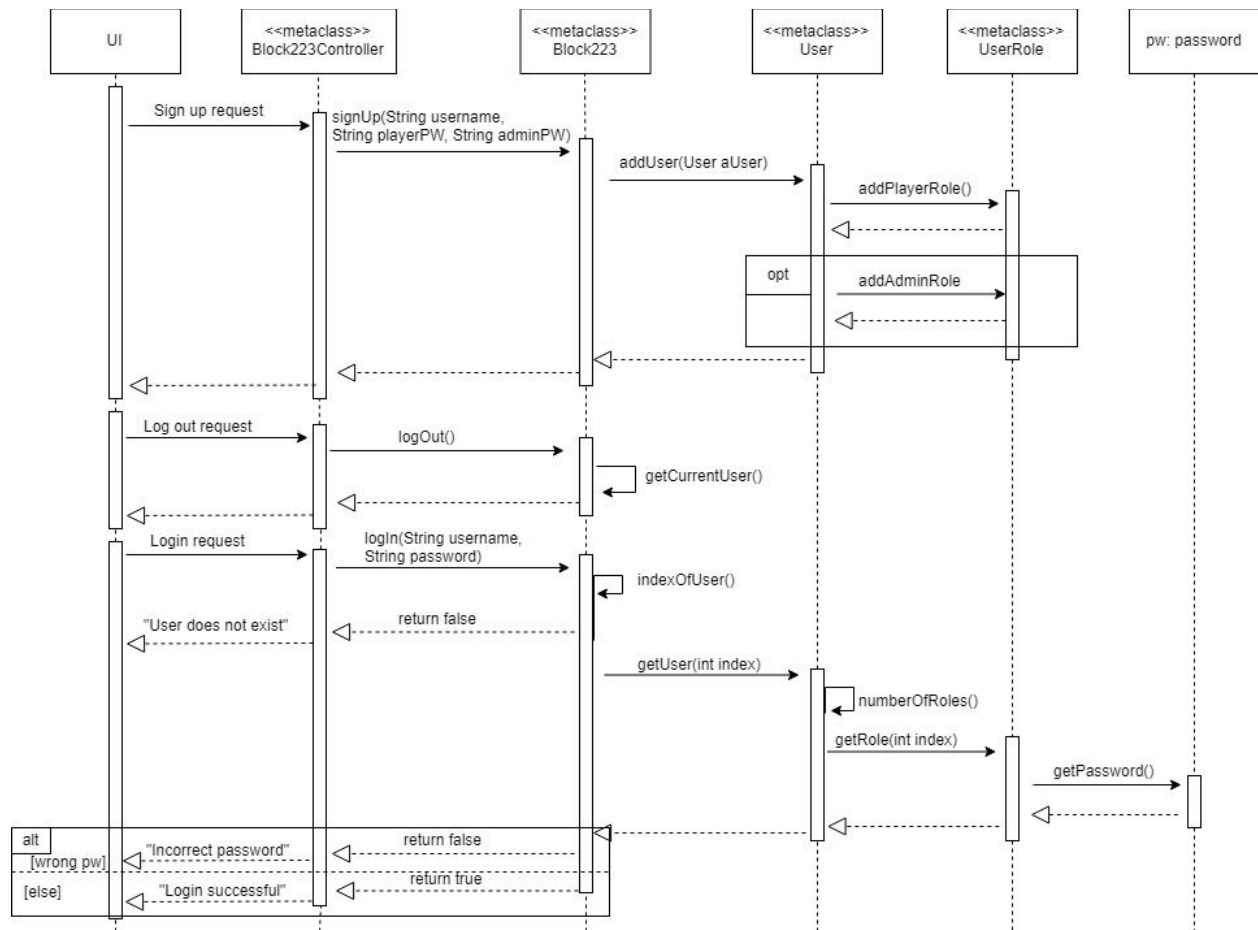 UI
<<metaclass>>
Block223Controller
<<metaclass>>
Block223
<<metaclass>>
User
<<metaclass>>
UserRole
pw: password
Sign up request
signUp(String username,
String playerPW, String adminPW)
addUser(User aUser)
addPlayerRole()
opt
addAdminRole
Log out request
logOut()
getCurrentUser()
Login request
logIn(String username,
String password)
indexOfUser()
return false
"User does not exist"
getUser(int index)
numberOfRoles()
getRole(int index)
getPassword()
alt
return false
[wrong pw]
"Incorrect password"
return true
[else]
"Login successful"